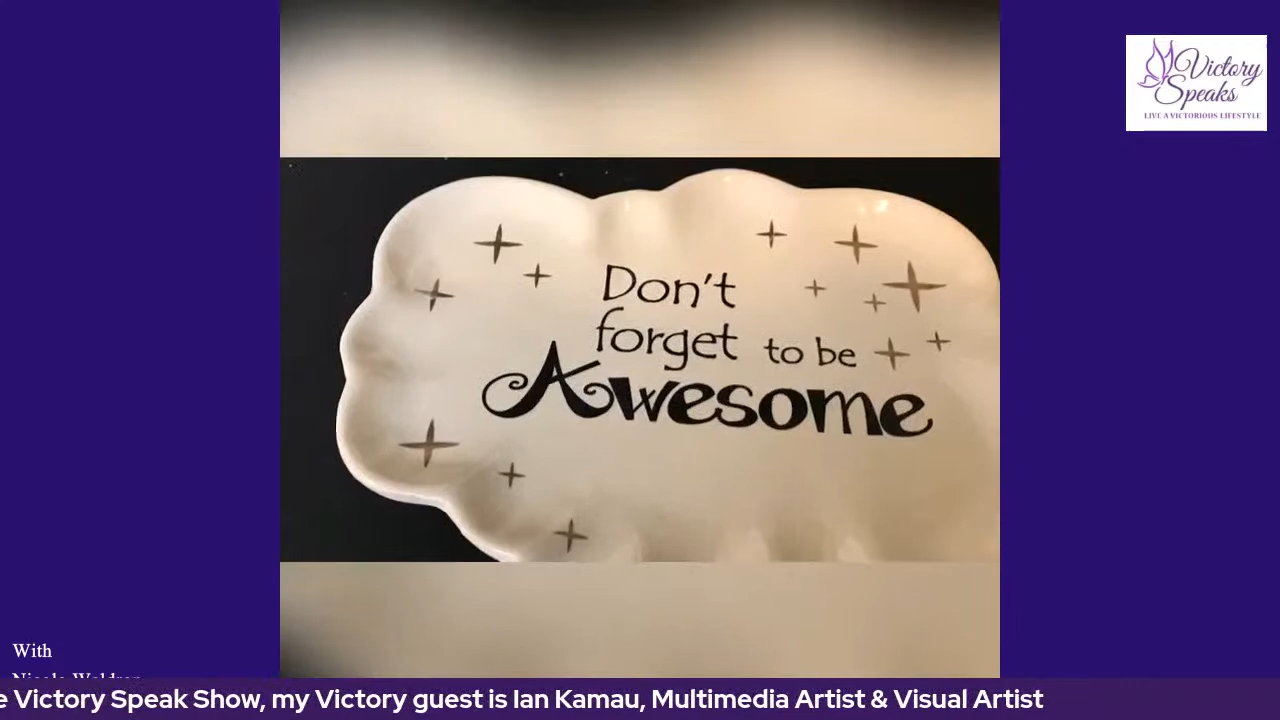 Victory
Speaks
LIVE A VICTORIOUS LIFESTYLE
Don't
forget to be
Awesome
With
Victory Speak Show, my Victory guest is Ian Kamau, Multimedia Artist & Visual Artist